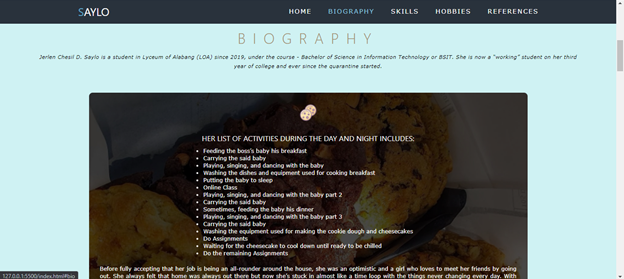 SAYLO
HOME BIOGRAPHY SKILLS HOBBIES REFERENCES
BIOGRAPHY
Jerlen Chesil D. Saylo is a student in Lyceum of Alabang (LOA) since 2019, under the course - Bachelor of Science in Information Technology or BSIT. She is now a "working" student on her third
year of college and ever since the quarantine started.
HER LIST OF ACTIVITIES DURING THE DAY AND NIGHT INCLUDES:
• Feeding the boss's baby his breakfast
• Carrying the said baby
• Playing, singing, and dancing with the baby
• Washing the dishes and equipment used for cooking breakfast
• Putting the baby to sleep
• Online Class
• Playing, singing, and dancing with the baby part 2
• Carrying the said baby
• Sometimes, feeding the baby his dinner
• Playing, singing, and dancing with the baby part 3
• Carrying the said baby
• Washing the equipment used for making the cookie dough and cheesecakes
• Do Assignments
• Waiting for the cheesecake to cool down until ready to be chilled
• Do the remaining Assignments
Before fully accepting that her job is being an all-rounder around the house, she was an optimistic and a girl who loves to meet her friends by going
out. She always felt that home was always out there but now she's stuck in almost like a time loop with the things never changing every day. With
127.0.0.1:5500/index.html#bio